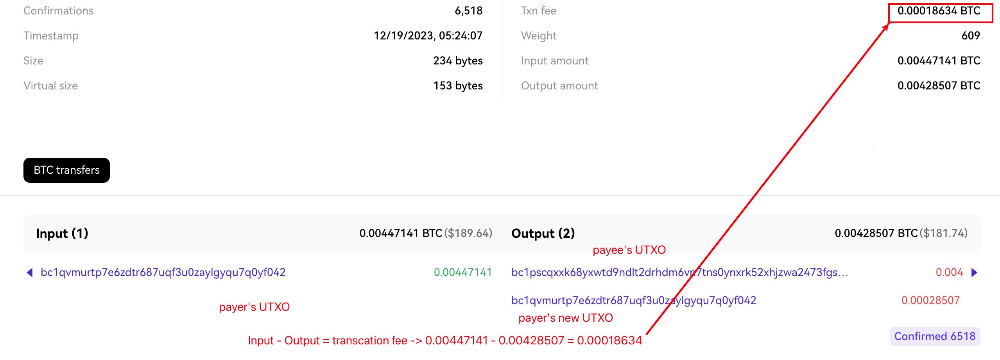 Confirmations 6,518 Txn fee 0.00018634 BTC
Timestamp 12/19/2023, 05:24:07 Weight 609
Size 234 bytes Input amount 0.00447141 BTC
Virtual size 153 bytes Output amount 0.00428507 BTC
BTC transfers
Input (1) 0.00447141 BTC ($189.64) Output (2) 0.00428507 BTC ($181.74)
payee's UTXO
bc1qvmurtp7e6zdtr687uqf3u0zaylgyqu7q0yf042 0.00447141 bc1pscqxxk68yxwtd9ndlt2drhdm6vn7tns0ynxrk52xhjzwa2473fgs... 0.004
bc1qvmurtp7e6zdtr687uqf3u0zaylgyqu7q0yf042 0.00028507
payer's UTXO
payer's new UTXO
Input - Output = transcation fee -> 0.00447141 - 0.00428507 = 0.00018634
Confirmed 6518